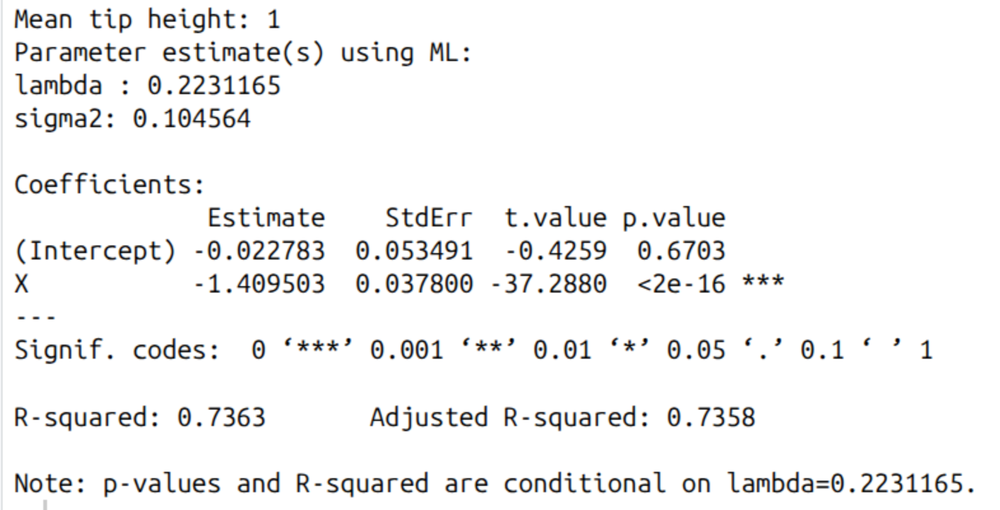 Mean tip height: 1
Parameter estimate(s) using ML:
lambda : 0.2231165
sigma2: 0.104564
Coefficients:
Estimate StdErr t.value p.value
(Intercept) -0.022783 0.053491 -0.4259 0.6703
X -1.409503 0.037800 -37.2880 <2e-16 ***
---
Signif. codes: 0 ‘***’ 0.001 ‘**’ 0.01 ‘*’ 0.05 ‘.’ 0.1 ‘ ’ 1
R-squared: 0.7363 Adjusted R-squared: 0.7358
Note: p-values and R-squared are conditional on lambda=0.2231165.